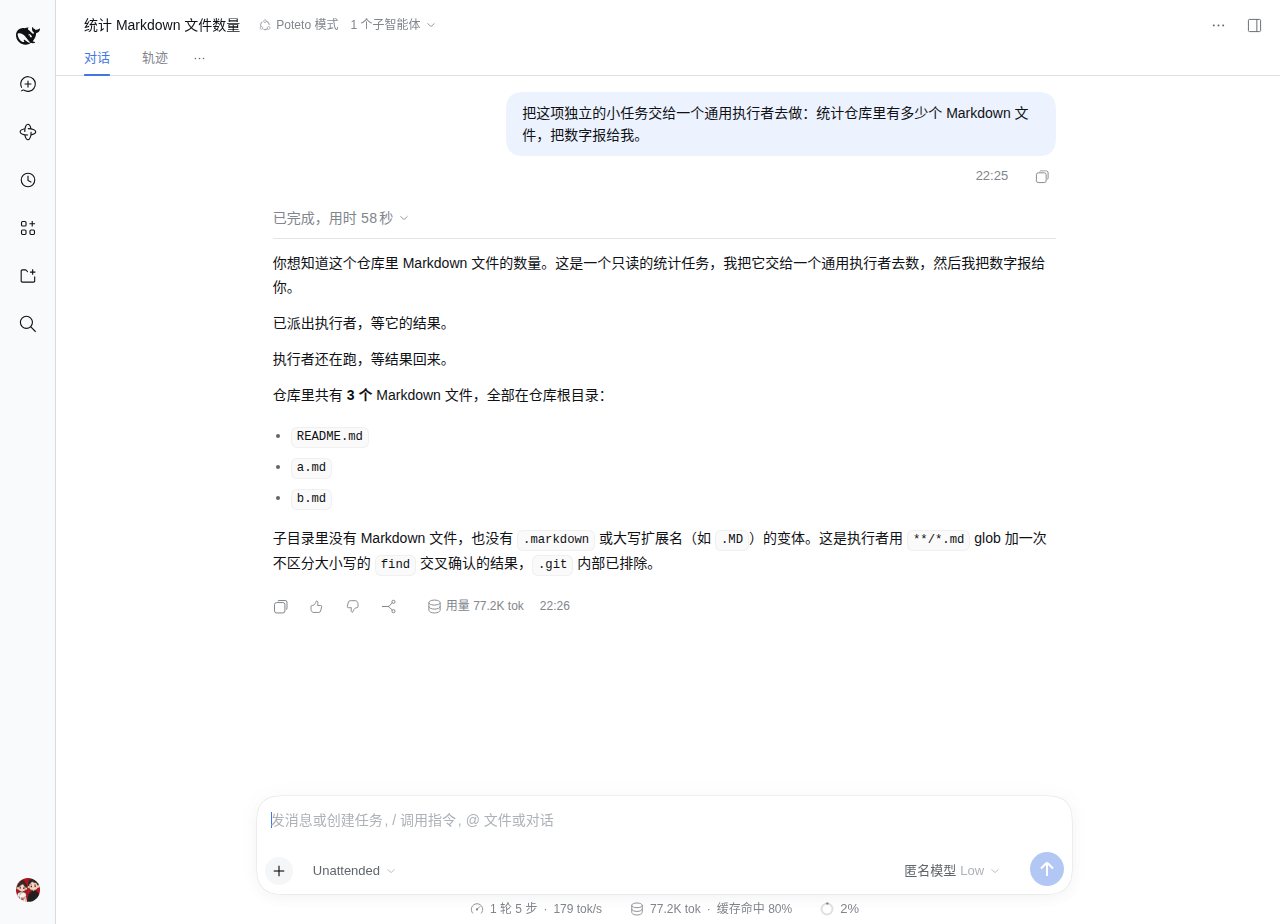 统计 Markdown 文件数量
Poteto 模式
1 个子智能体
对话
轨迹
把这项独立的小任务交给一个通用执行者去做：统计仓库里有多少个 Markdown 文
件，把数字报给我。
22:25
已完成，用时 58 秒
你想知道这个仓库里 Markdown 文件的数量。这是一个只读的统计任务，我把它交给一个通用执行者去数，然后我把数字报给
你。
已派出执行者，等它的结果。
执行者还在跑，等结果回来。
仓库里共有 3 个 Markdown 文件，全部在仓库根目录：
• README.md
• a.md
• b.md
子目录里没有 Markdown 文件，也没有 .markdown 或大写扩展名（如 .MD ）的变体。这是执行者用 **/*.md glob 加一次
不区分大小写的 find 交叉确认的结果，.git 内部已排除。
用量 77.2K tok
22:26
发消息或创建任务, / 调用指令, @ 文件或对话
Unattended
匿名模型 Low
1 轮 5 步 · 179 tok/s
77.2K tok · 缓存命中 80%
2%